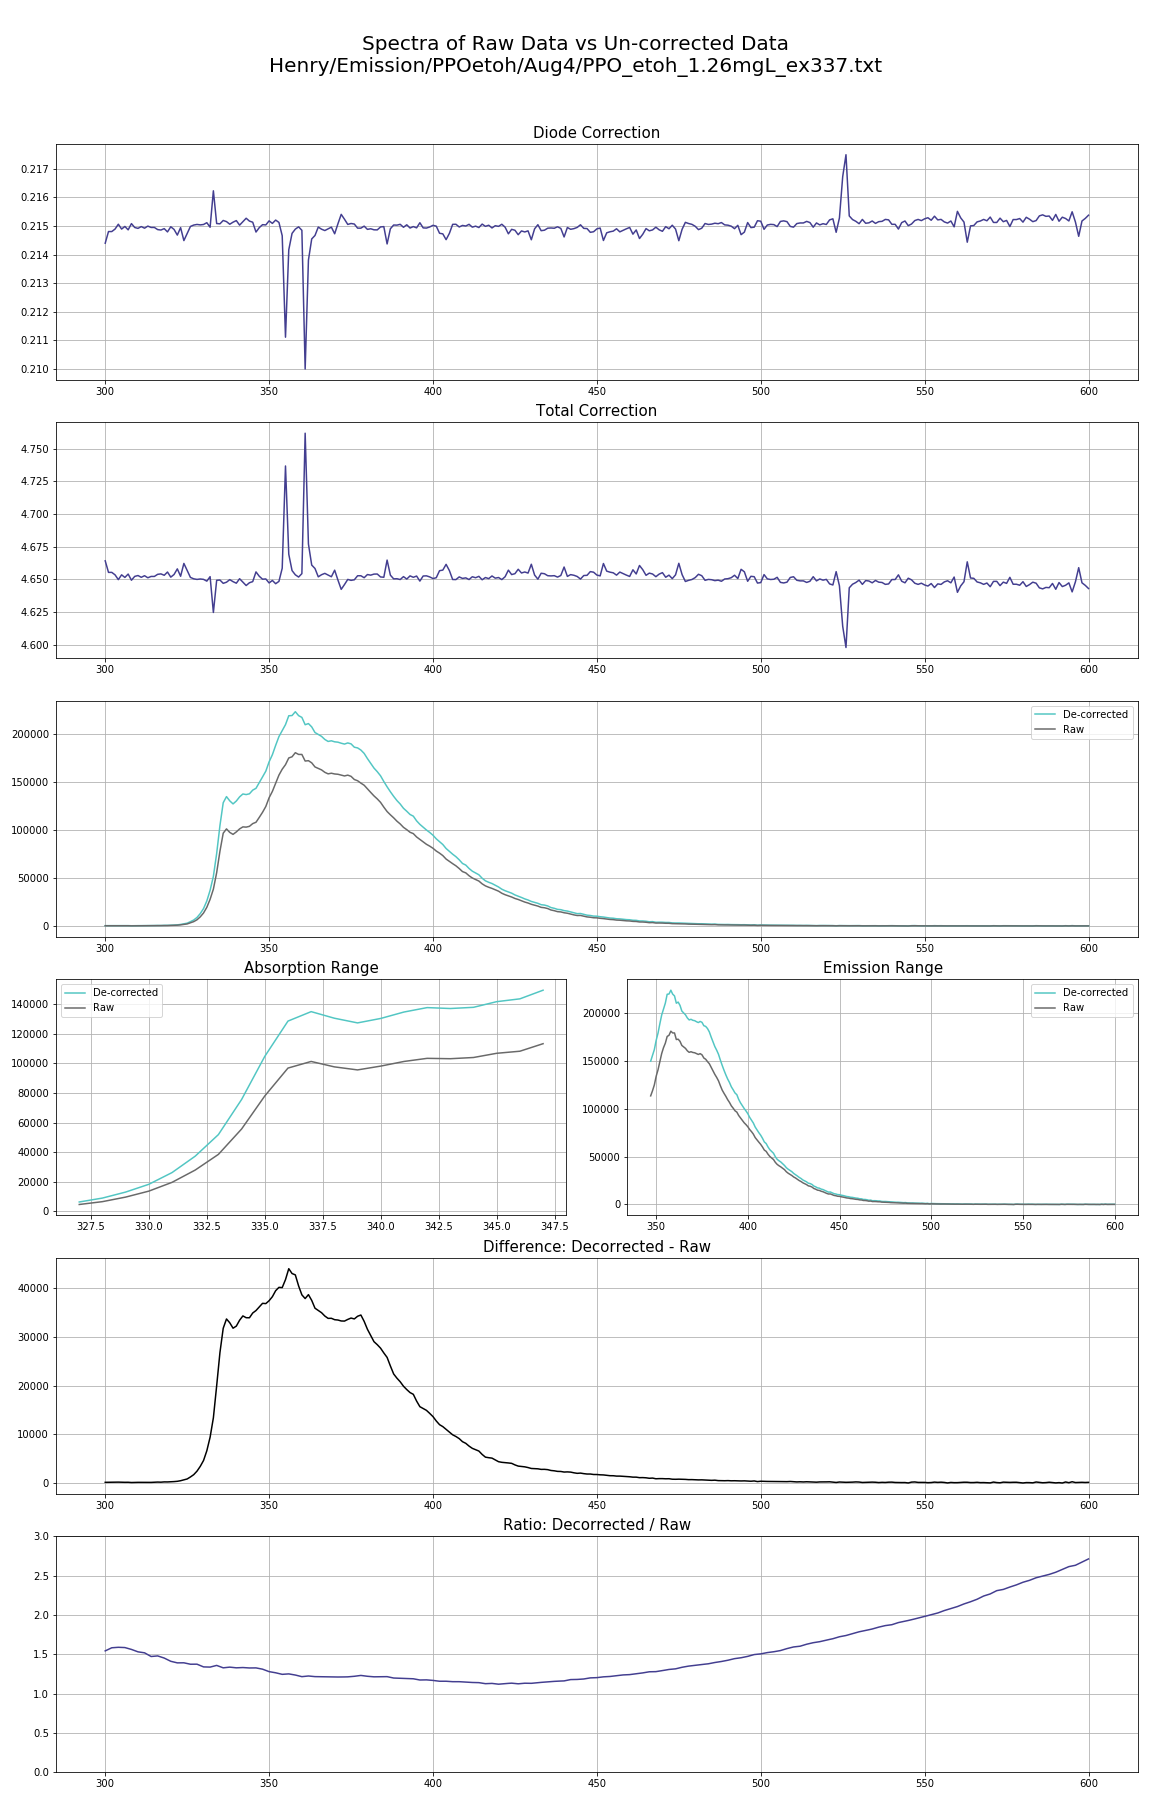 Spectra of Raw Data vs Un-corrected Data
Henry/Emission/PPOetoh/Aug4/PPO_etoh_1.26mgL_ex337.txt
Diode Correction
0.217
0.216
0.215
0.214
0.213
0.212
0.211
0.210
300 350 400 450 500 550 600
Total Correction
4.750
4.725
4.700
4.675
4.650
4.625
4.600
300 350 400 450 500 550 600
De-corrected
Raw
200000
150000
100000
50000
0
300 350 400 450 500 550 600
Absorption Range
De-corrected
Raw
140000
120000
100000
80000
60000
40000
20000
0
327.5 330.0 332.5 335.0 337.5 340.0 342.5 345.0 347.5
Emission Range
De-corrected
Raw
200000
150000
100000
50000
0
350 400 450 500 550 600
Difference: Decorrected - Raw
40000
30000
20000
10000
0
300 350 400 450 500 550 600
Ratio: Decorrected / Raw
3.0
2.5
2.0
1.5
1.0
0.5
0.0
300 350 400 450 500 550 600